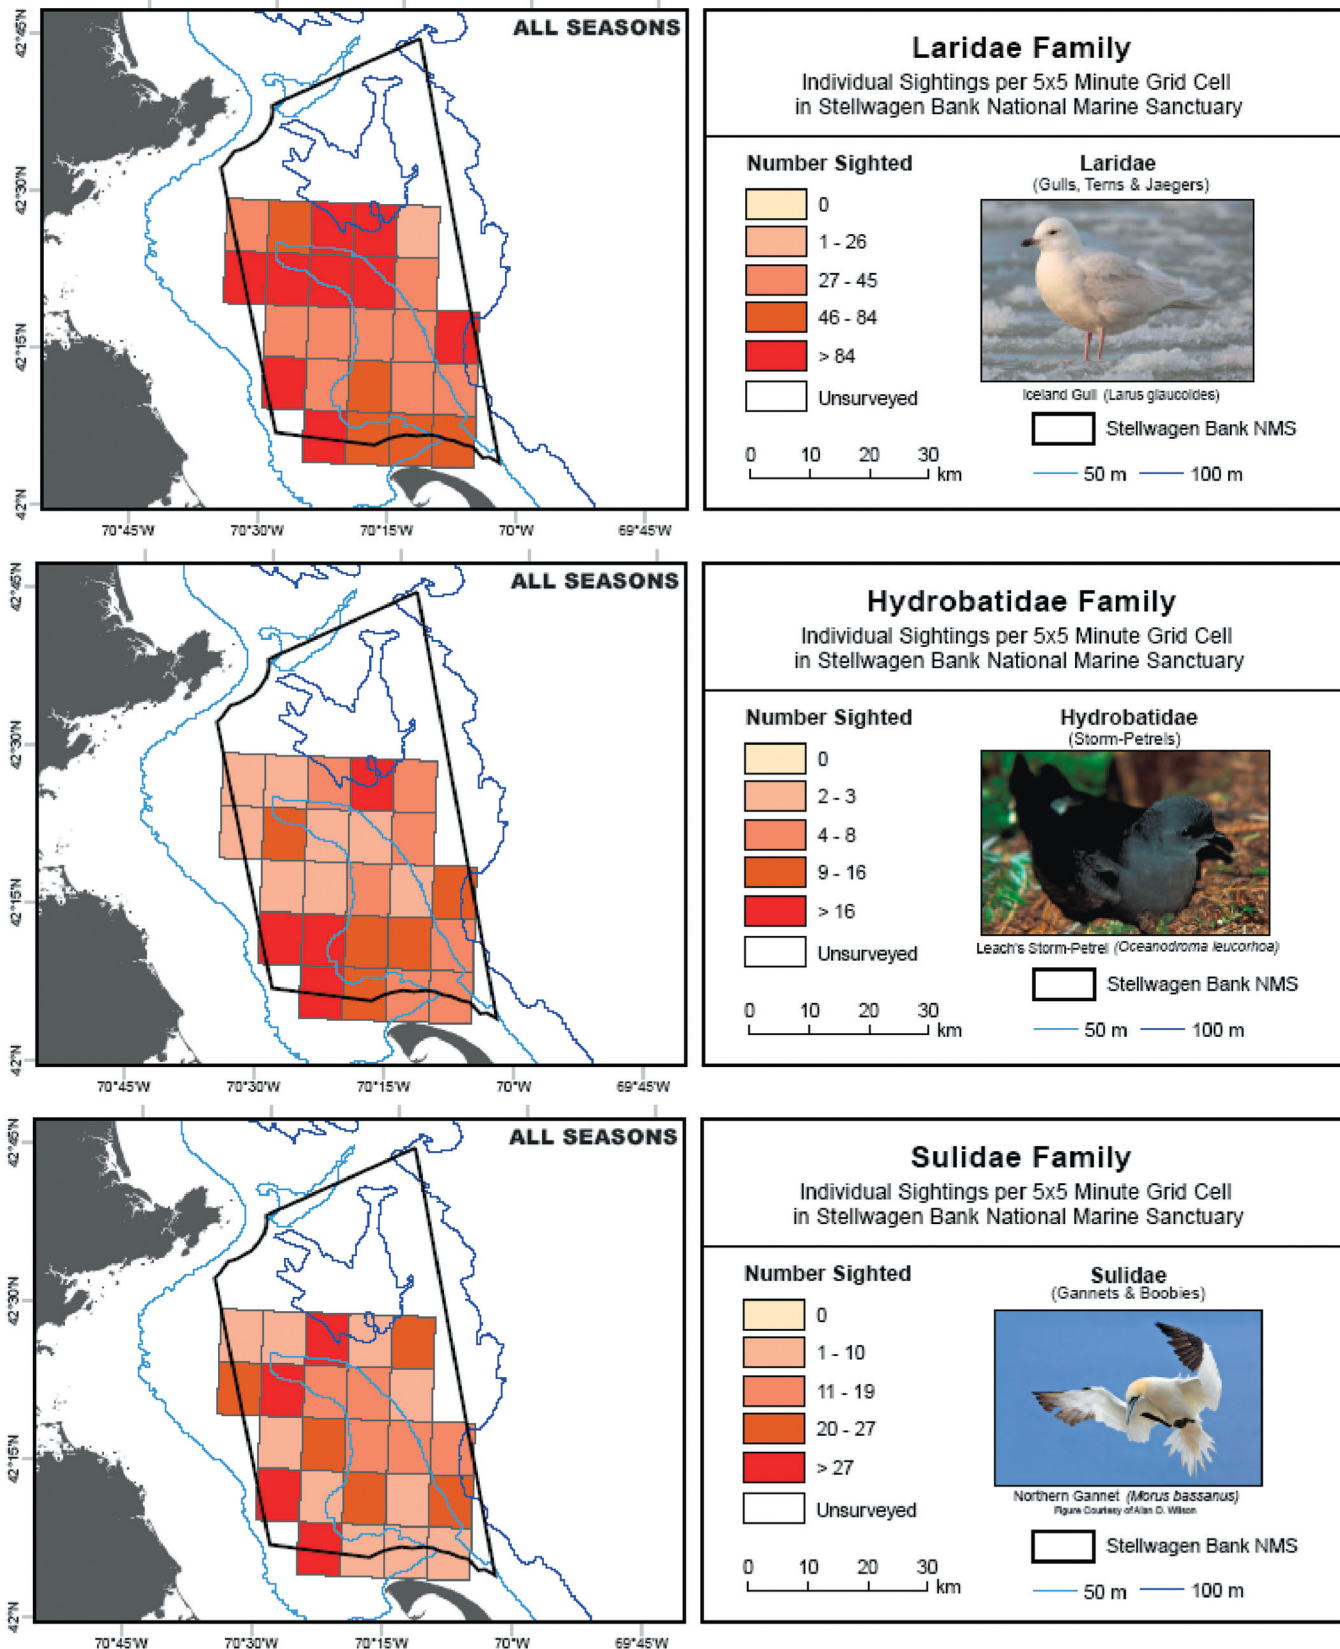 ALL SEASONS
42°45'N
42°30'N
42°15'N
42°N
70°45'W
70°30'W
70°15'W
70°W
69°45'W
Laridae Family
Individual Sightings per 5x5 Minute Grid Cell
in Stellwagen Bank National Marine Sanctuary
Number Sighted
0
1 - 26
27 - 45
46 - 84
> 84
Unsurveyed
0 10 20 30
km
Laridae
(Gulls, Terns & Jaegers)
Iceland Gull (Larus glaucoides)
Stellwagen Bank NMS
50 m 100 m
ALL SEASONS
42°45'N
42°30'N
42°15'N
42°N
70°45'W
70°30'W
70°15'W
70°W
69°45'W
Hydrobatidae Family
Individual Sightings per 5x5 Minute Grid Cell
in Stellwagen Bank National Marine Sanctuary
Number Sighted
0
2 - 3
4 - 8
9 - 16
> 16
Unsurveyed
0 10 20 30
km
Hydrobatidae
(Storm-Petrels)
Leach's Storm-Petrel (Oceanodroma leucorhoa)
Stellwagen Bank NMS
50 m 100 m
ALL SEASONS
42°45'N
42°30'N
42°15'N
42°N
70°45'W
70°30'W
70°15'W
70°W
69°45'W
Sulidae Family
Individual Sightings per 5x5 Minute Grid Cell
in Stellwagen Bank National Marine Sanctuary
Number Sighted
0
1 - 10
11 - 19
20 - 27
> 27
Unsurveyed
0 10 20 30
km
Sulidae
(Gannets & Boobies)
Northern Gannet (Morus bassanus)
Figure Courtesy of Alan D. Wilson
Stellwagen Bank NMS
50 m 100 m